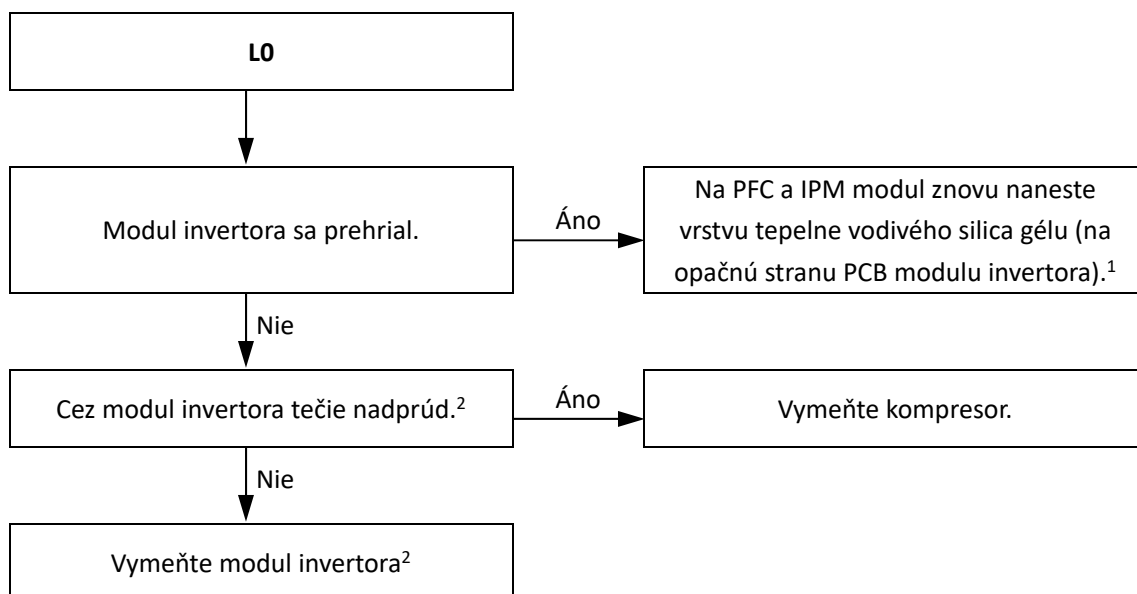 L0
Modul invertora sa prehrial.
Áno
Na PFC a IPM modul znovu naneste
vrstvu tepelne vodivého silica gélu (na
opačnú stranu PCB modulu invertora).¹
Nie
Cez modul invertora tečie nadprúd.²
Áno
Vymeňte kompresor.
Nie
Vymeňte modul invertora²